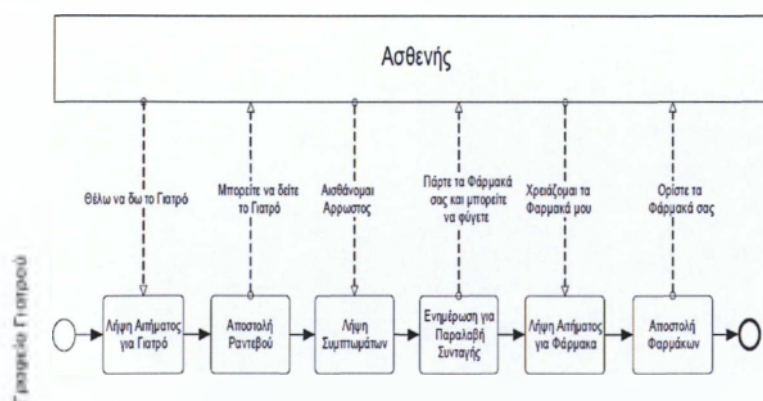 Ασθενής
Θέλω να δω το Γιατρό
Μπορείτε να δείτε
το Γιατρό
Αισθάνομαι
Άρρωστος
Πάρτε τα Φάρμακά
σας και μπορείτε
να φύγετε
Χρειάζομαι τα
Φαρμακά μου
Ορίστε τα
Φάρμακά σας
Γραφείο Γιατρού
Λήψη Αιτήματος
για Γιατρό
Αποστολή
Ραντεβού
Λήψη
Συμπτωμάτων
Ενημέρωση για
Παραλαβή
Συνταγής
Λήψη Αιτήματος
για Φάρμακα
Αποστολή
Φαρμάκων